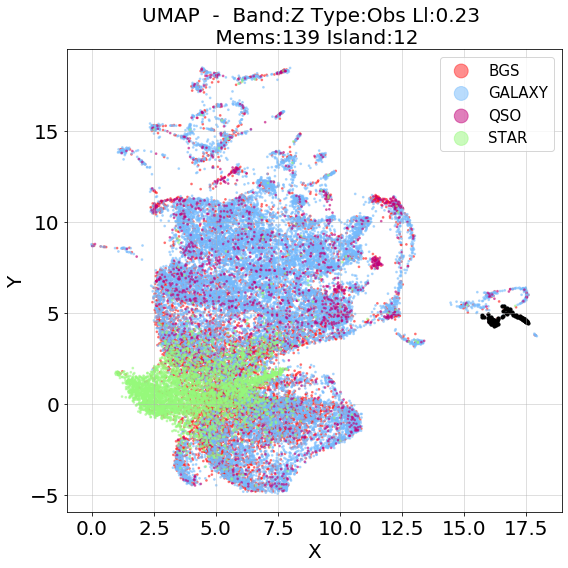 UMAP  -  Band:Z Type:Obs Ll:0.23
Mems:139 Island:12
BGS
GALAXY
QSO
STAR
Y
15
10
5
0
−5
0.0 2.5 5.0 7.5 10.0 12.5 15.0 17.5
X